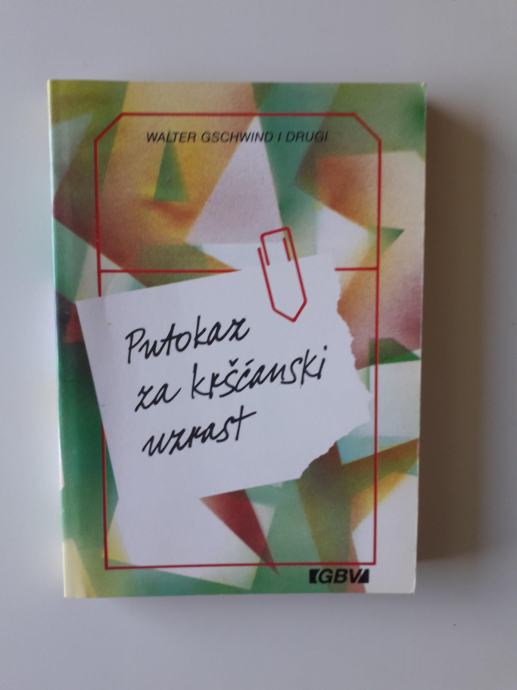 WALTER GSCHWIND I DRUGI
Putokaz
za kršćanski
uzrast
GBV